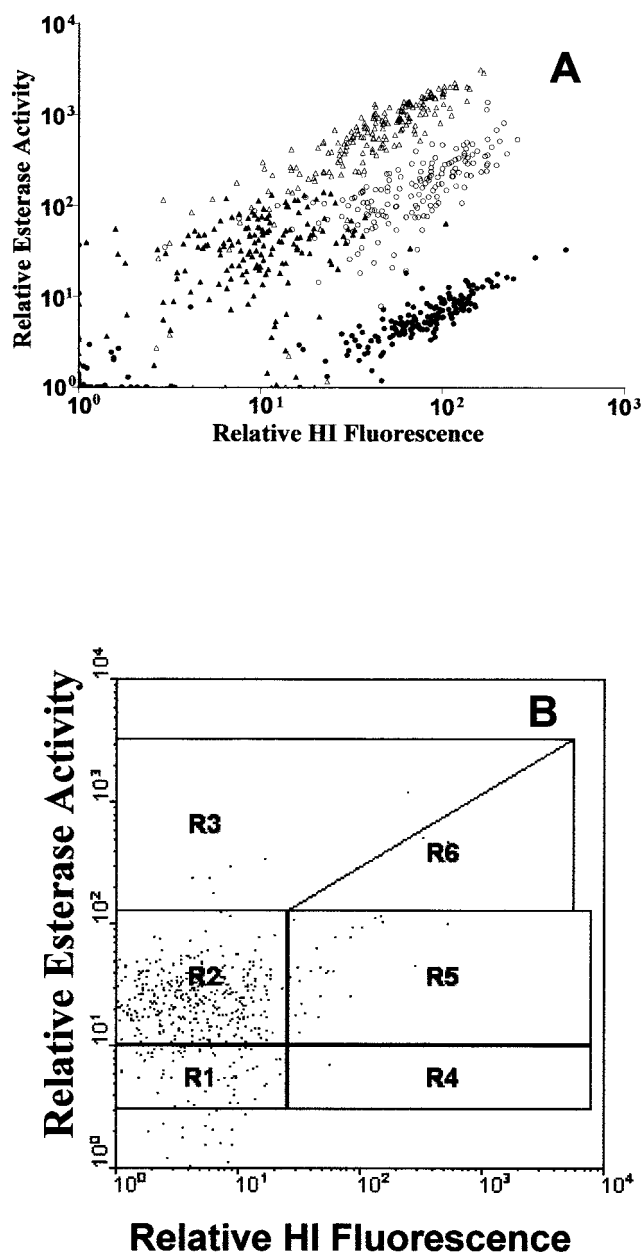 10⁴
A
10³
10²
10¹
10⁰
Relative Esterase Activity
10⁰ 10¹ 10² 10³
Relative HI Fluorescence
10⁴
B
10³
R3
R6
10²
R2 R5
10¹
R1 R4
10⁰
Relative Esterase Activity
10⁰ 10¹ 10² 10³ 10⁴
Relative HI Fluorescence